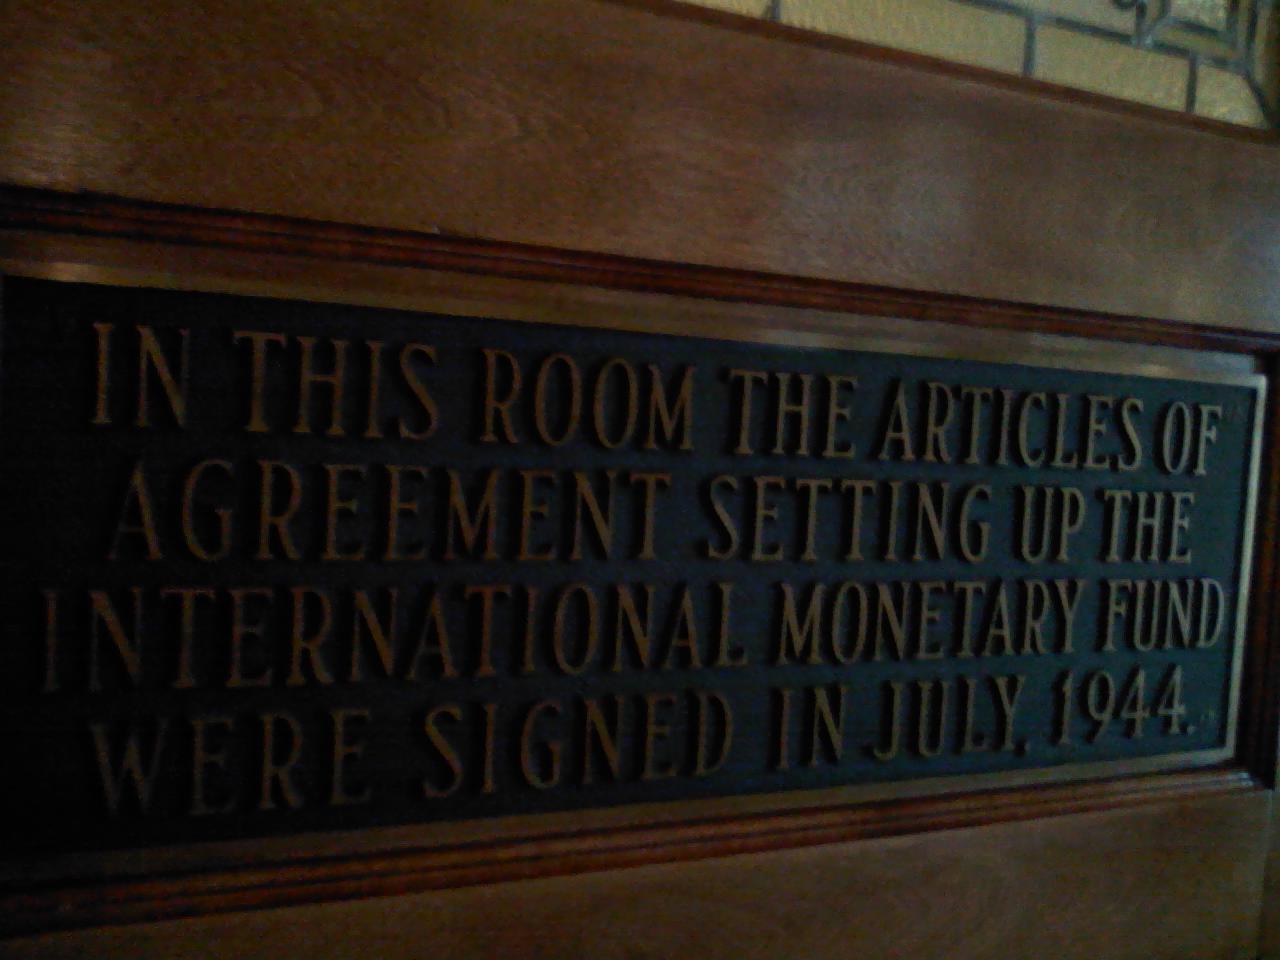 IN THIS ROOM THE ARTICLES OF
AGREEMENT SETTING UP THE
INTERNATIONAL MONETARY FUND
WERE SIGNED IN JULY, 1944.